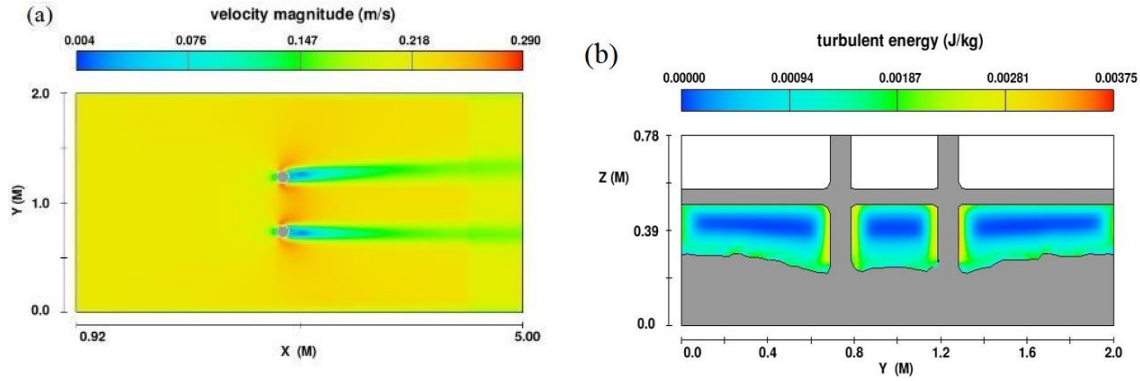 (a)
velocity magnitude (m/s)
0.004 0.076 0.147 0.218 0.290
2.0
1.0
0.0
Y (M)
0.92 5.00
X (M)
(b)
turbulent energy (J/kg)
0.00000 0.00094 0.00187 0.00281 0.00375
0.78
Z (M)
0.39
0.0
0.0 0.4 0.8 1.2 1.6 2.0
Y (M)